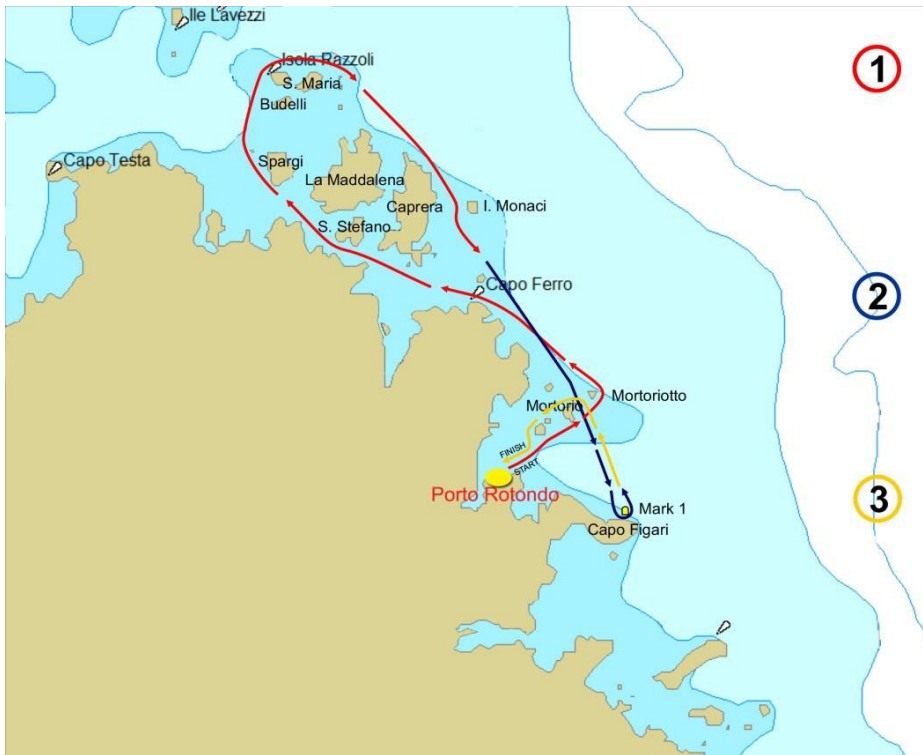 Ile Lavezzi
Isola Razzoli
1
S. Maria
Budelli
Capo Testa
Spargi
La Maddalena
Caprera
I. Monaci
S. Stefano
Capo Ferro
2
Mortoriotto
Mortorio
FINISH
START
Porto Rotondo
3
Mark 1
Capo Figari